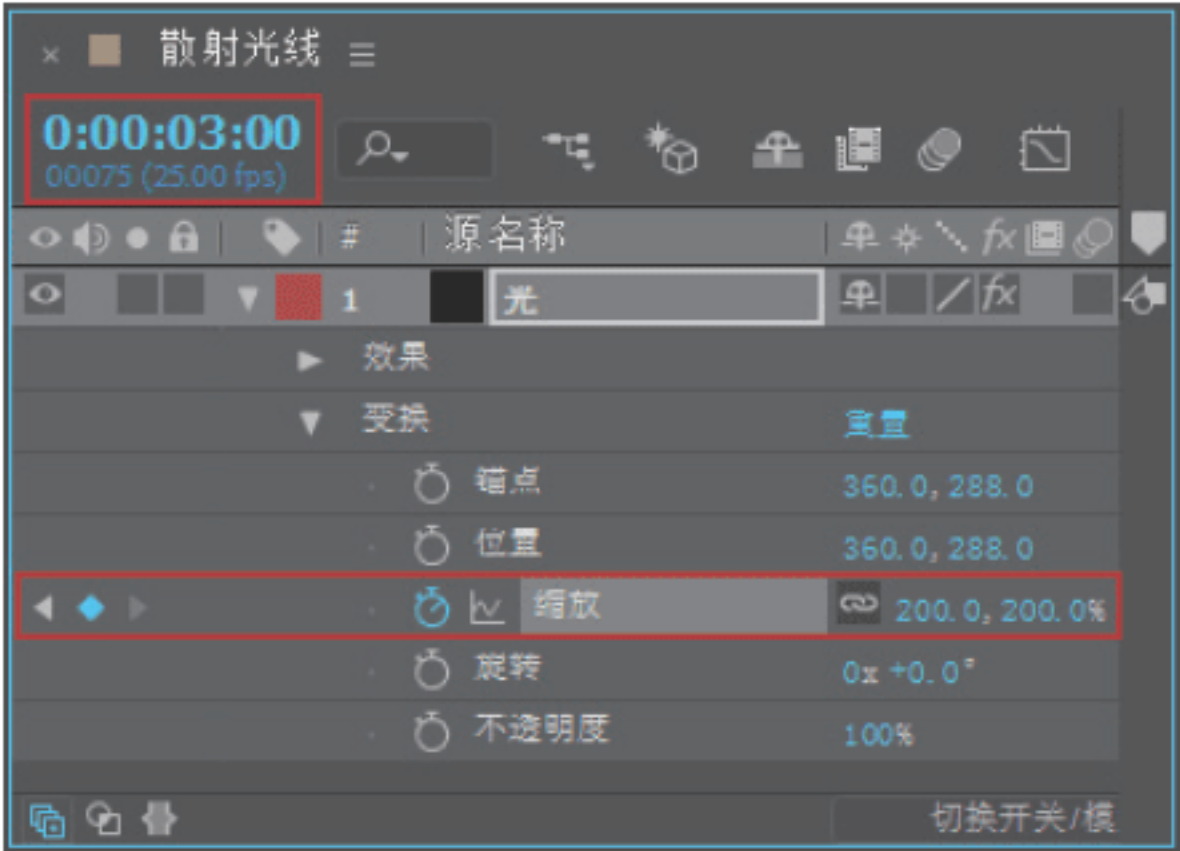 散射光线
0:00:03:00
00075 (25.00 fps)
# 源名称 fx
1 光 fx
效果
变换 重置
锚点 360.0, 288.0
位置 360.0, 288.0
缩放 200.0, 200.0%
旋转 0x +0.0°
不透明度 100%
切换开关/模